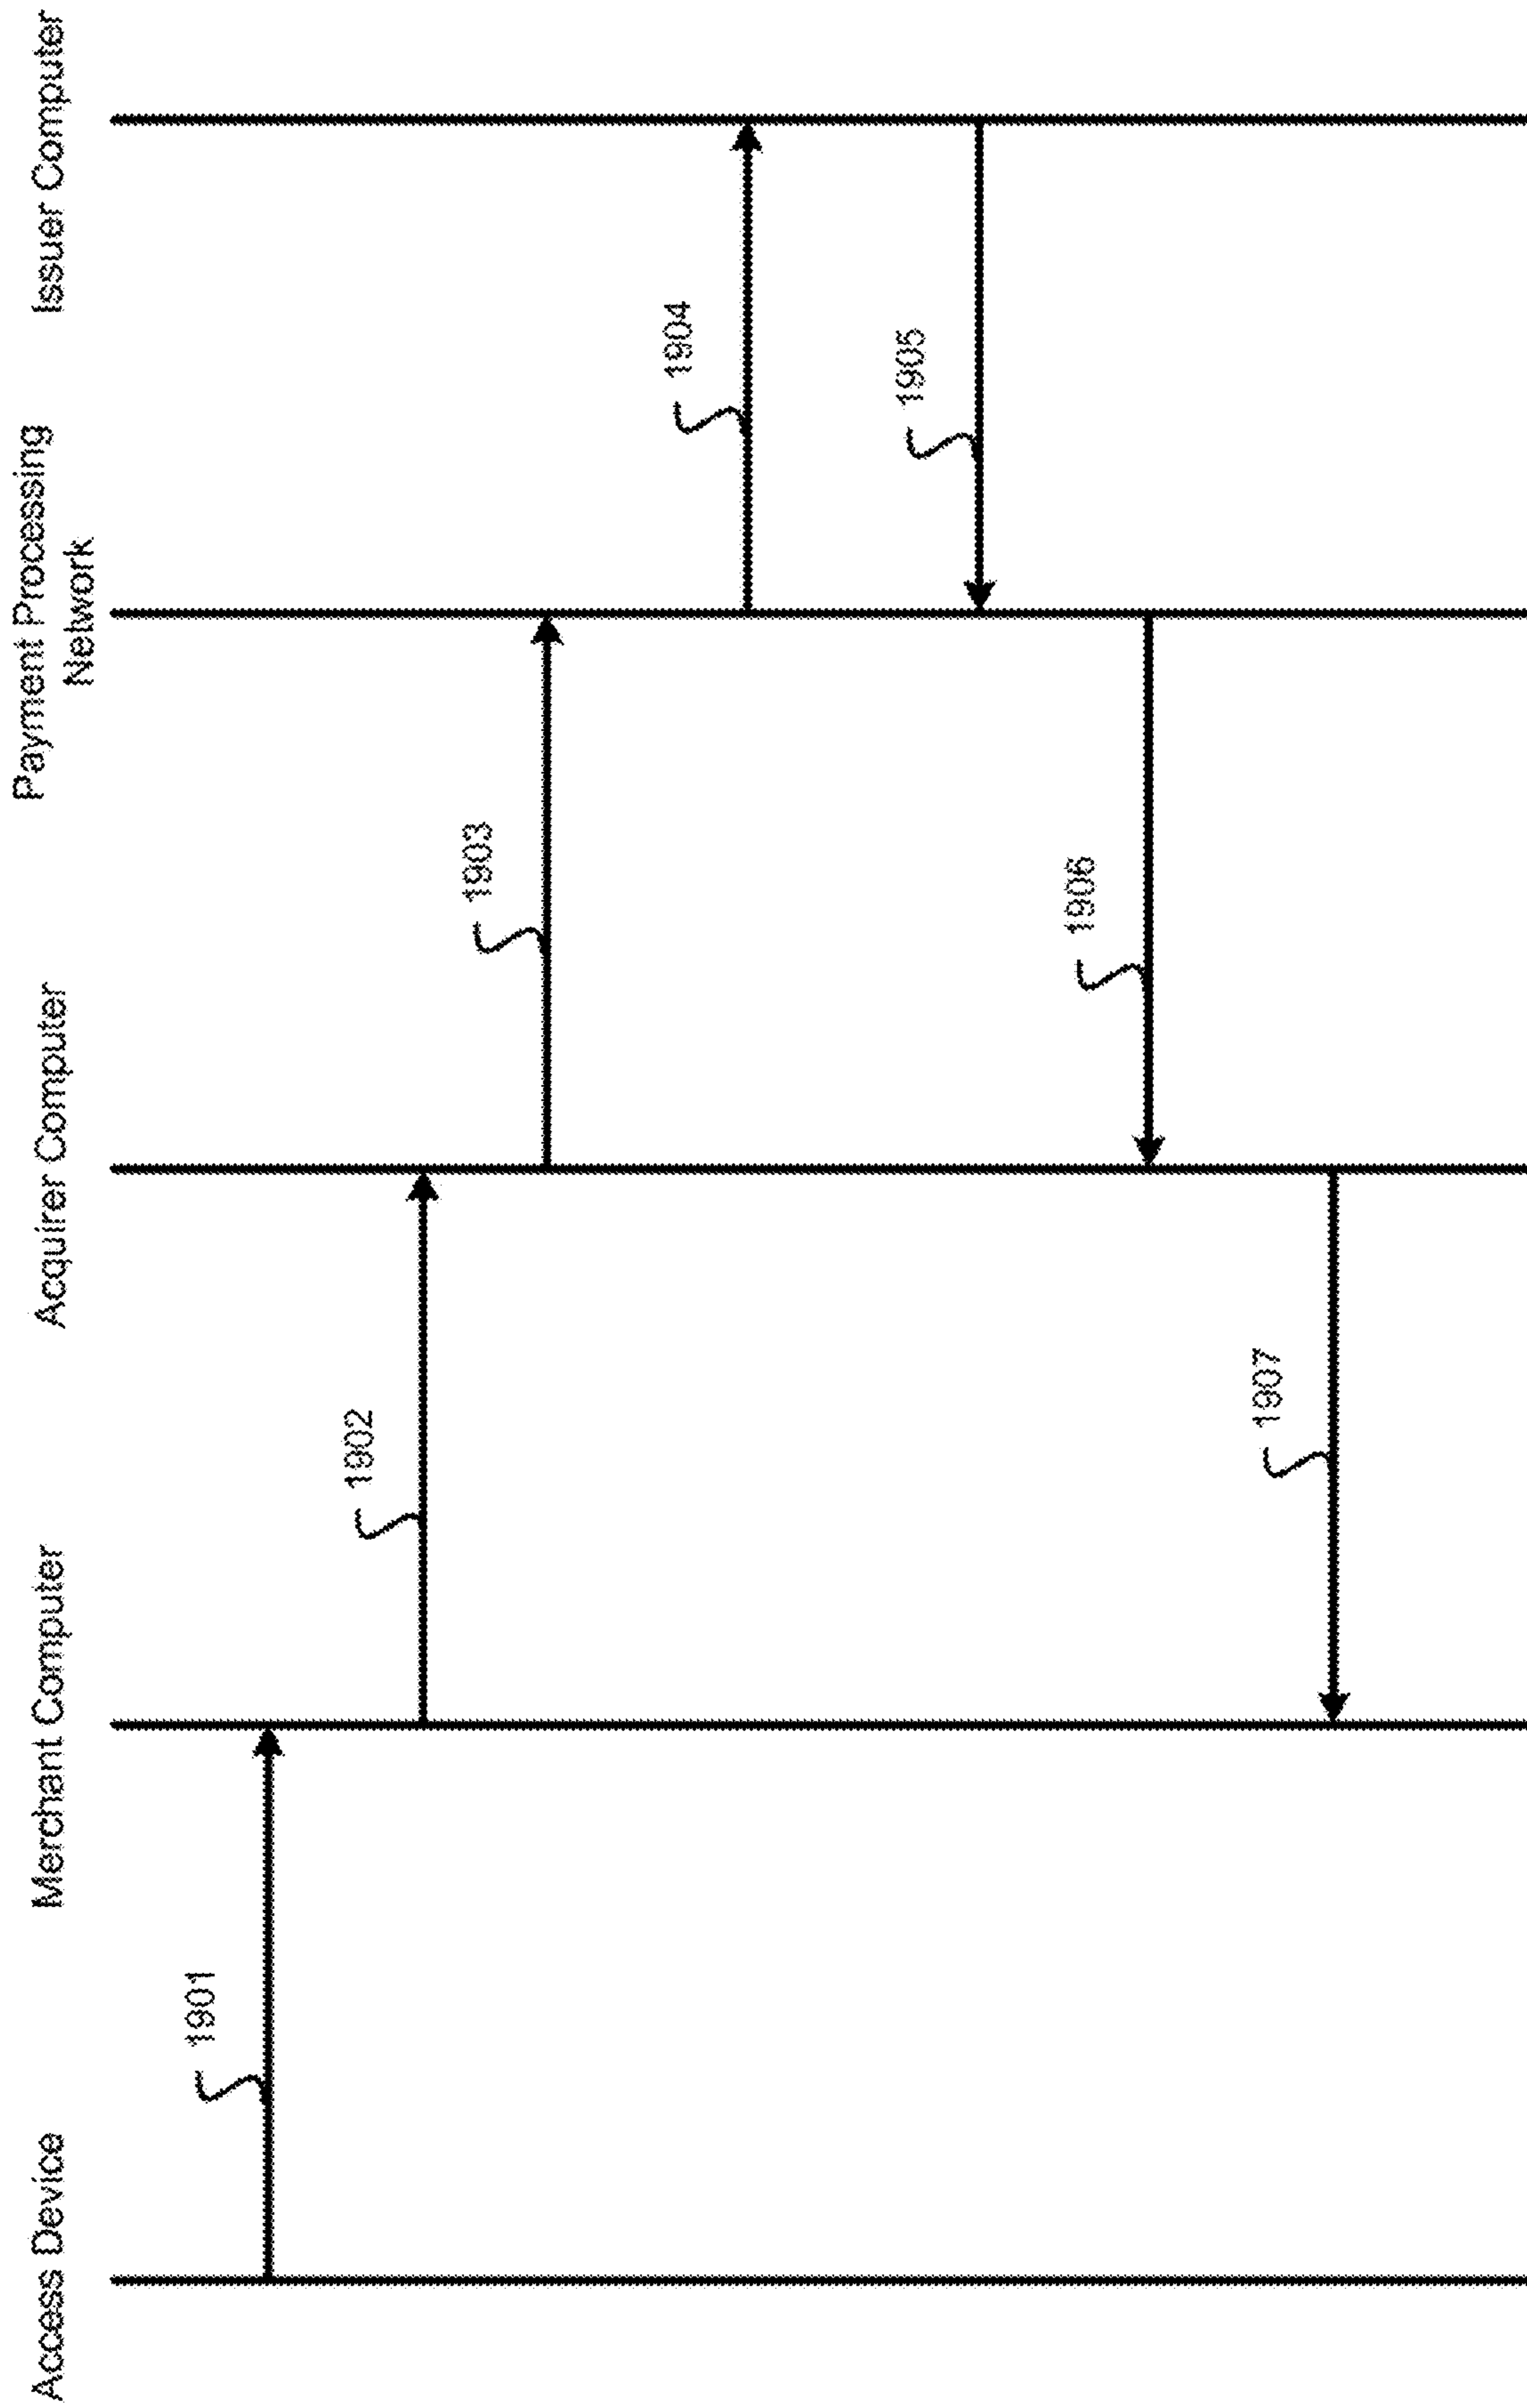 Access Device
Merchant Computer
Acquirer Computer
Payment Processing
Network
Issuer Computer
1901
1902
1903
1904
1905
1906
1907